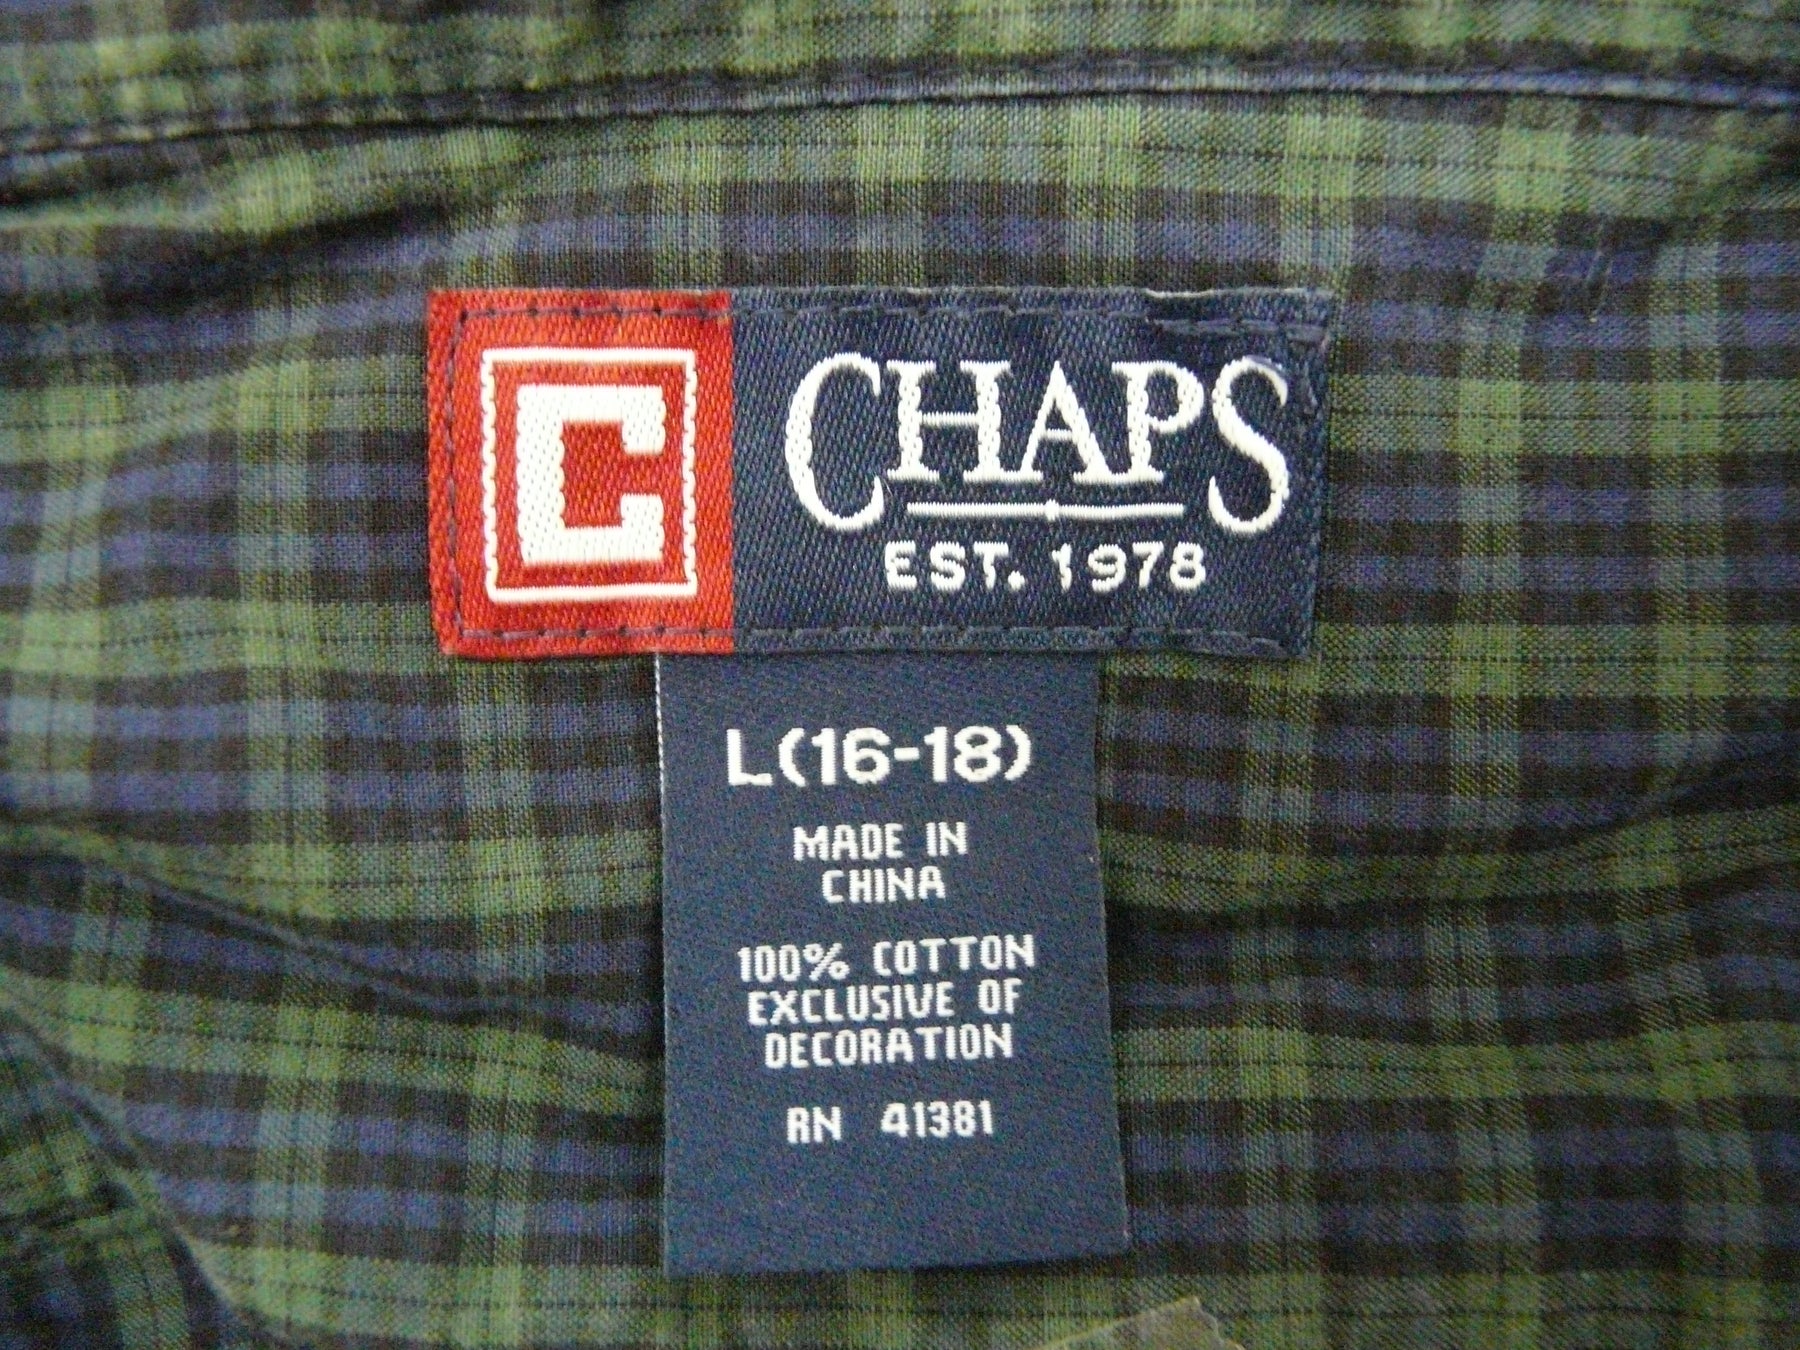 C
CHAPS
EST. 1978
L(16-18)
MADE IN
CHINA
100% COTTON
EXCLUSIVE OF
DECORATION
RN 41381